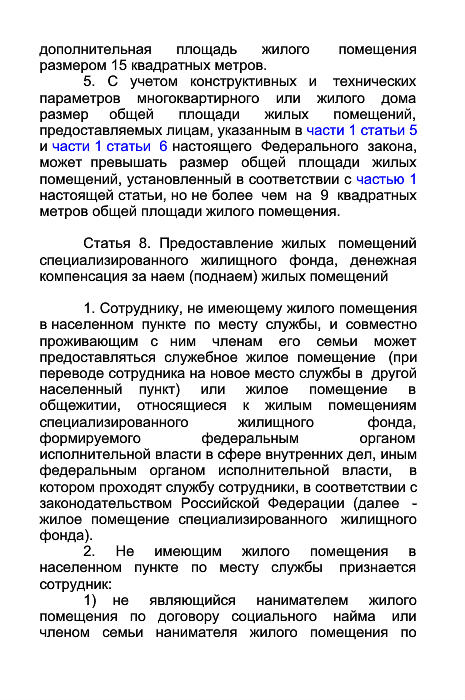 дополнительная площадь жилого помещения
размером 15 квадратных метров.
5. С учетом конструктивных и технических
параметров многоквартирного или жилого дома
размер общей площади жилых помещений,
предоставляемых лицам, указанным в части 1 статьи 5
и части 1 статьи 6 настоящего Федерального закона,
может превышать размер общей площади жилых
помещений, установленный в соответствии с частью 1
настоящей статьи, но не более чем на 9 квадратных
метров общей площади жилого помещения.
Статья 8. Предоставление жилых помещений
специализированного жилищного фонда, денежная
компенсация за наем (поднаем) жилых помещений
1. Сотруднику, не имеющему жилого помещения
в населенном пункте по месту службы, и совместно
проживающим с ним членам его семьи может
предоставляться служебное жилое помещение (при
переводе сотрудника на новое место службы в другой
населенный пункт) или жилое помещение в
общежитии, относящиеся к жилым помещениям
специализированного жилищного фонда,
формируемого федеральным органом
исполнительной власти в сфере внутренних дел, иным
федеральным органом исполнительной власти, в
котором проходят службу сотрудники, в соответствии с
законодательством Российской Федерации (далее -
жилое помещение специализированного жилищного
фонда).
2. Не имеющим жилого помещения в
населенном пункте по месту службы признается
сотрудник:
1) не являющийся нанимателем жилого
помещения по договору социального найма или
членом семьи нанимателя жилого помещения по